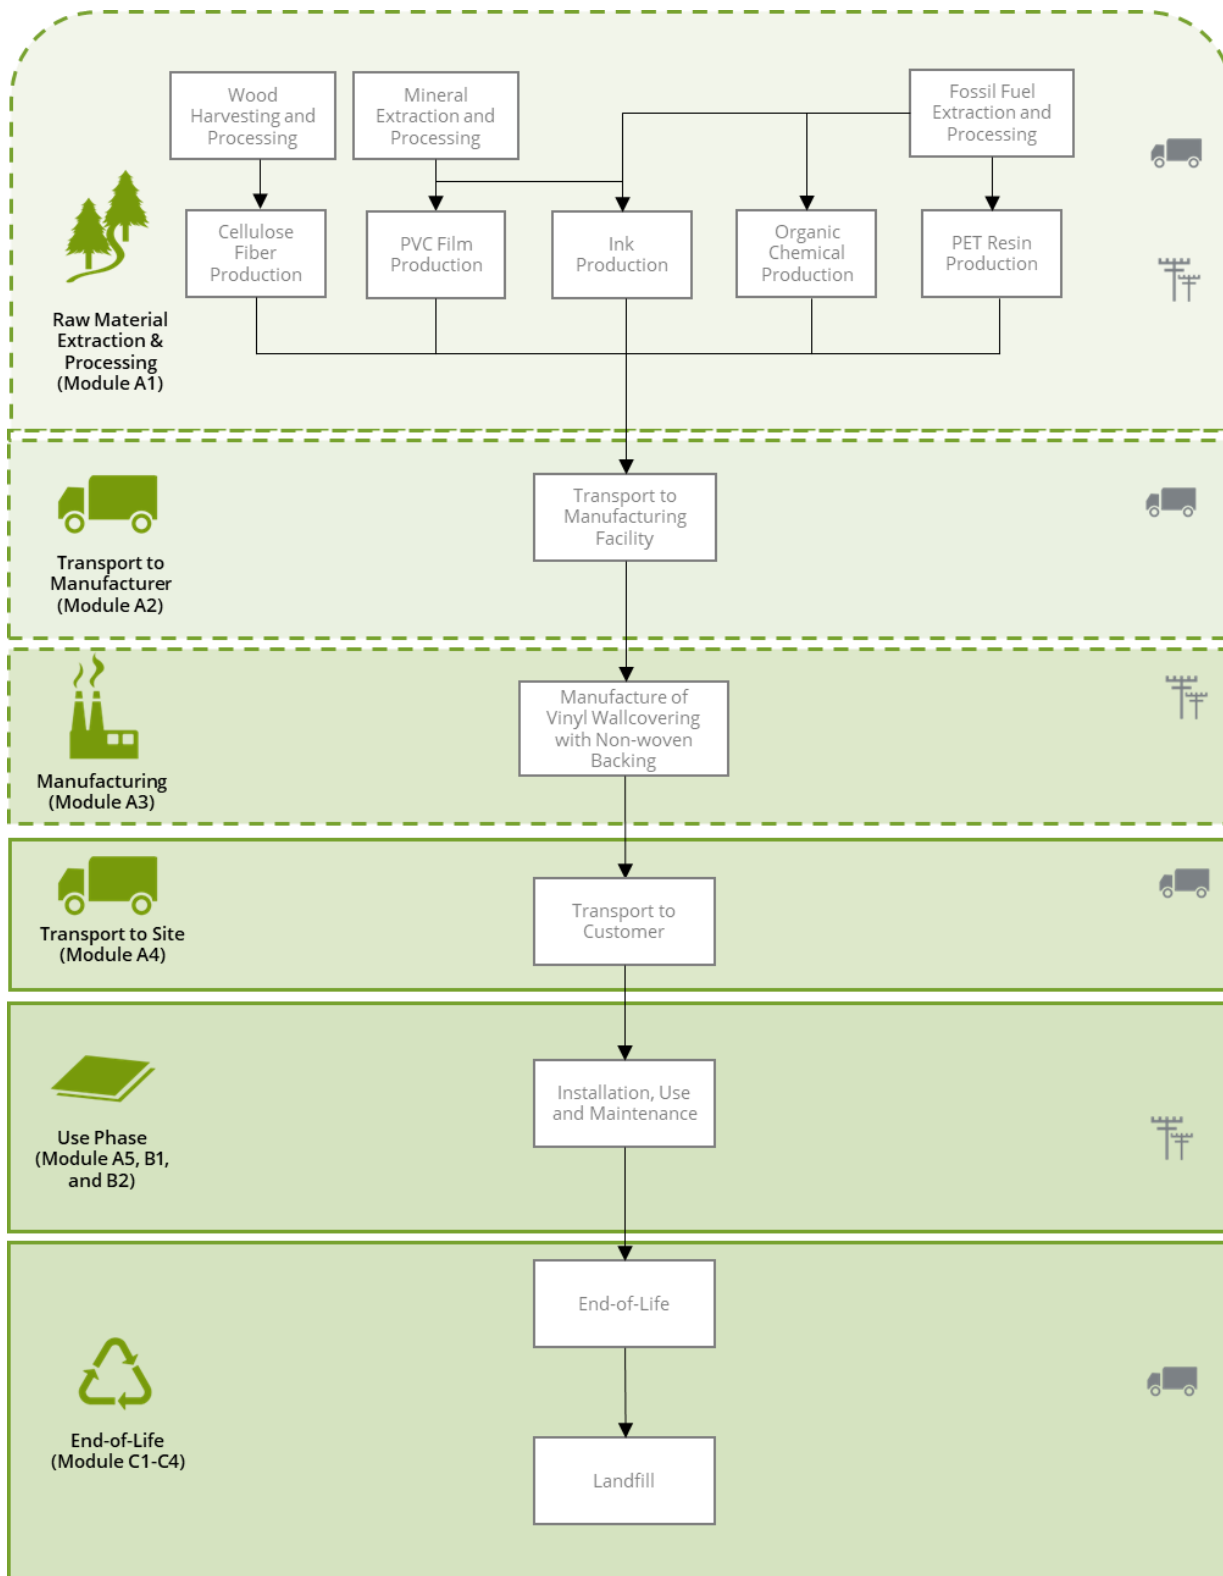 Wood
Harvesting and
Processing
Mineral
Extraction and
Processing
Fossil Fuel
Extraction and
Processing
Cellulose
Fiber
Production
PVC Film
Production
Ink
Production
Organic
Chemical
Production
PET Resin
Production
Raw Material
Extraction &
Processing
(Module A1)
Transport to
Manufacturing
Facility
Transport to
Manufacturer
(Module A2)
Manufacture of
Vinyl Wallcovering
with Non-woven
Backing
Manufacturing
(Module A3)
Transport to
Customer
Transport to Site
(Module A4)
Installation, Use
and Maintenance
Use Phase
(Module A5, B1,
and B2)
End-of-Life
End-of-Life
(Module C1-C4)
Landfill